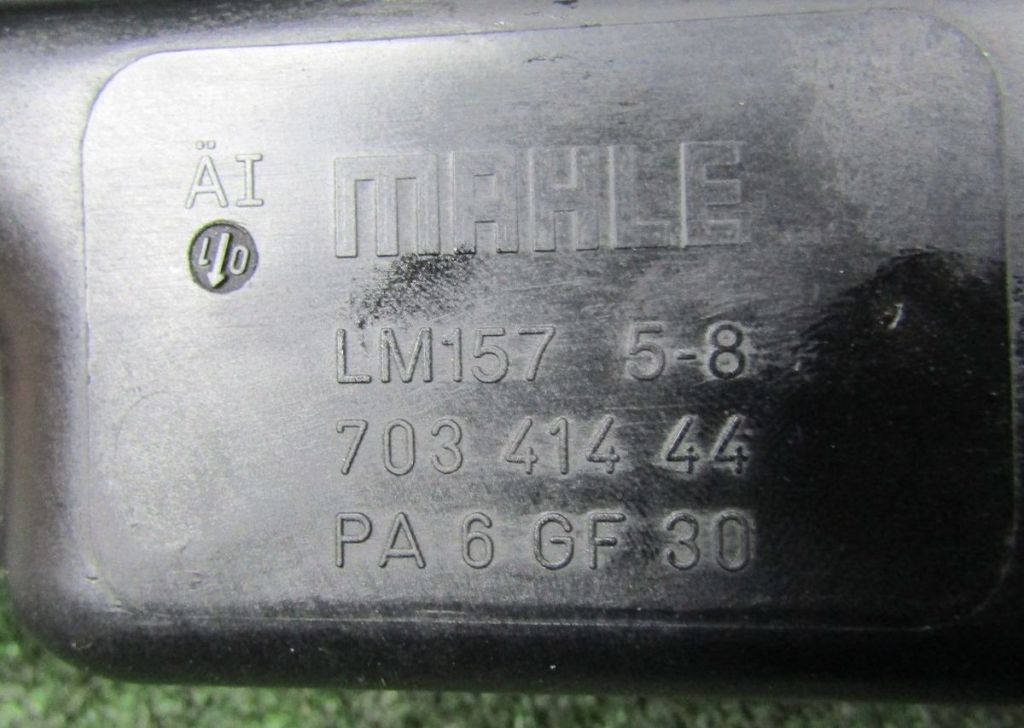 ÄI MAHLE
LM157 5-8
703 414 44
PA 6 GF 30